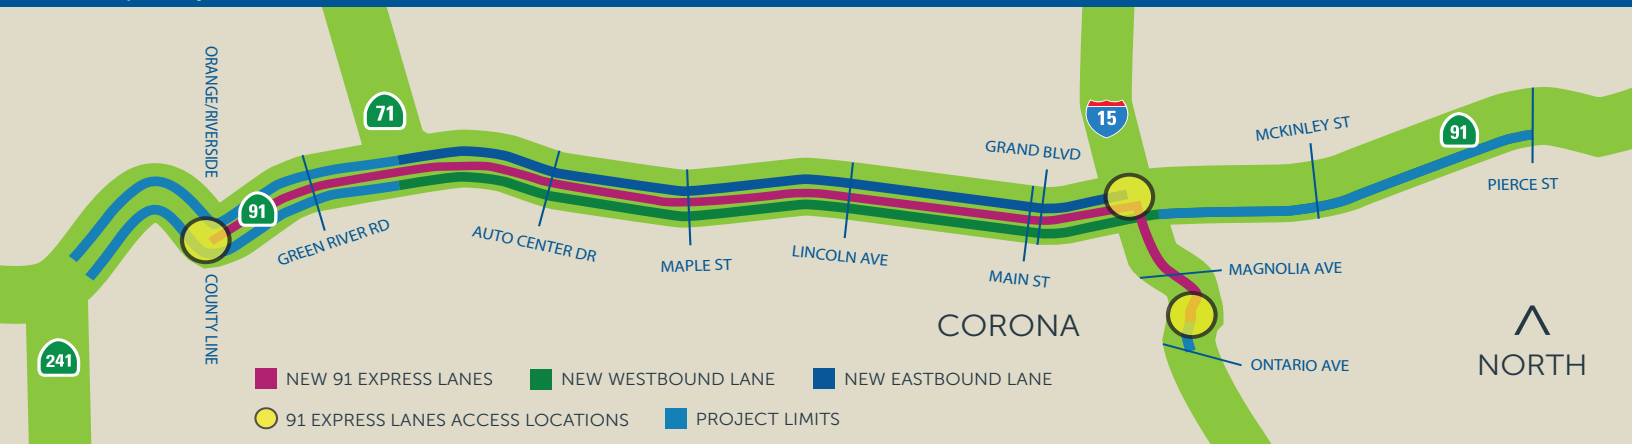 ORANGE/RIVERSIDE
COUNTY LINE
71
91
241
GREEN RIVER RD
AUTO CENTER DR
MAPLE ST
LINCOLN AVE
GRAND BLVD
MAIN ST
15
MCKINLEY ST
91
PIERCE ST
MAGNOLIA AVE
ONTARIO AVE
CORONA
NORTH
NEW 91 EXPRESS LANES
NEW WESTBOUND LANE
NEW EASTBOUND LANE
91 EXPRESS LANES ACCESS LOCATIONS
PROJECT LIMITS